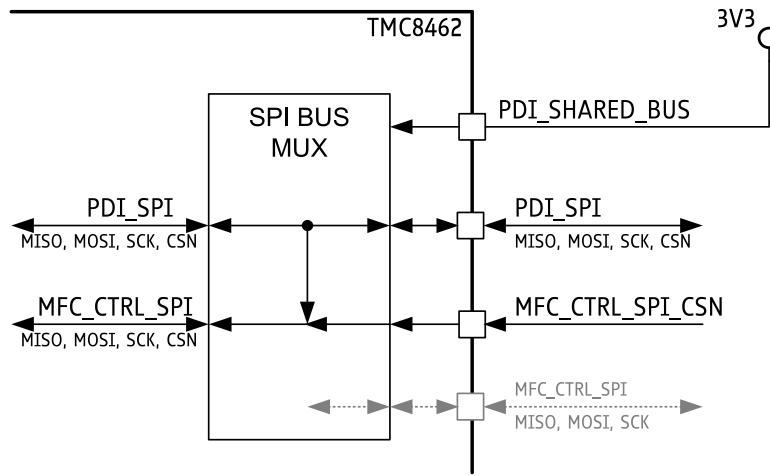 TMC8462
3V3
SPI BUS
MUX
PDI_SHARED_BUS
PDI_SPI
MISO, MOSI, SCK, CSN
PDI_SPI
MISO, MOSI, SCK, CSN
MFC_CTRL_SPI
MISO, MOSI, SCK, CSN
MFC_CTRL_SPI_CSN
MFC_CTRL_SPI
MISO, MOSI, SCK